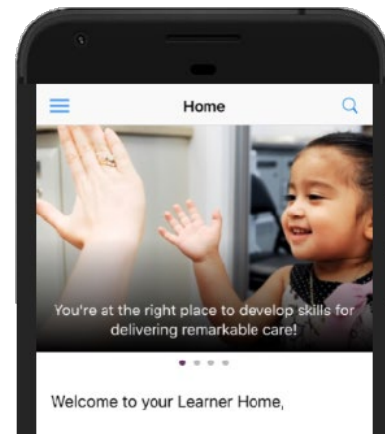 Home
You're at the right place to develop skills for
delivering remarkable care!
Welcome to your Learner Home,